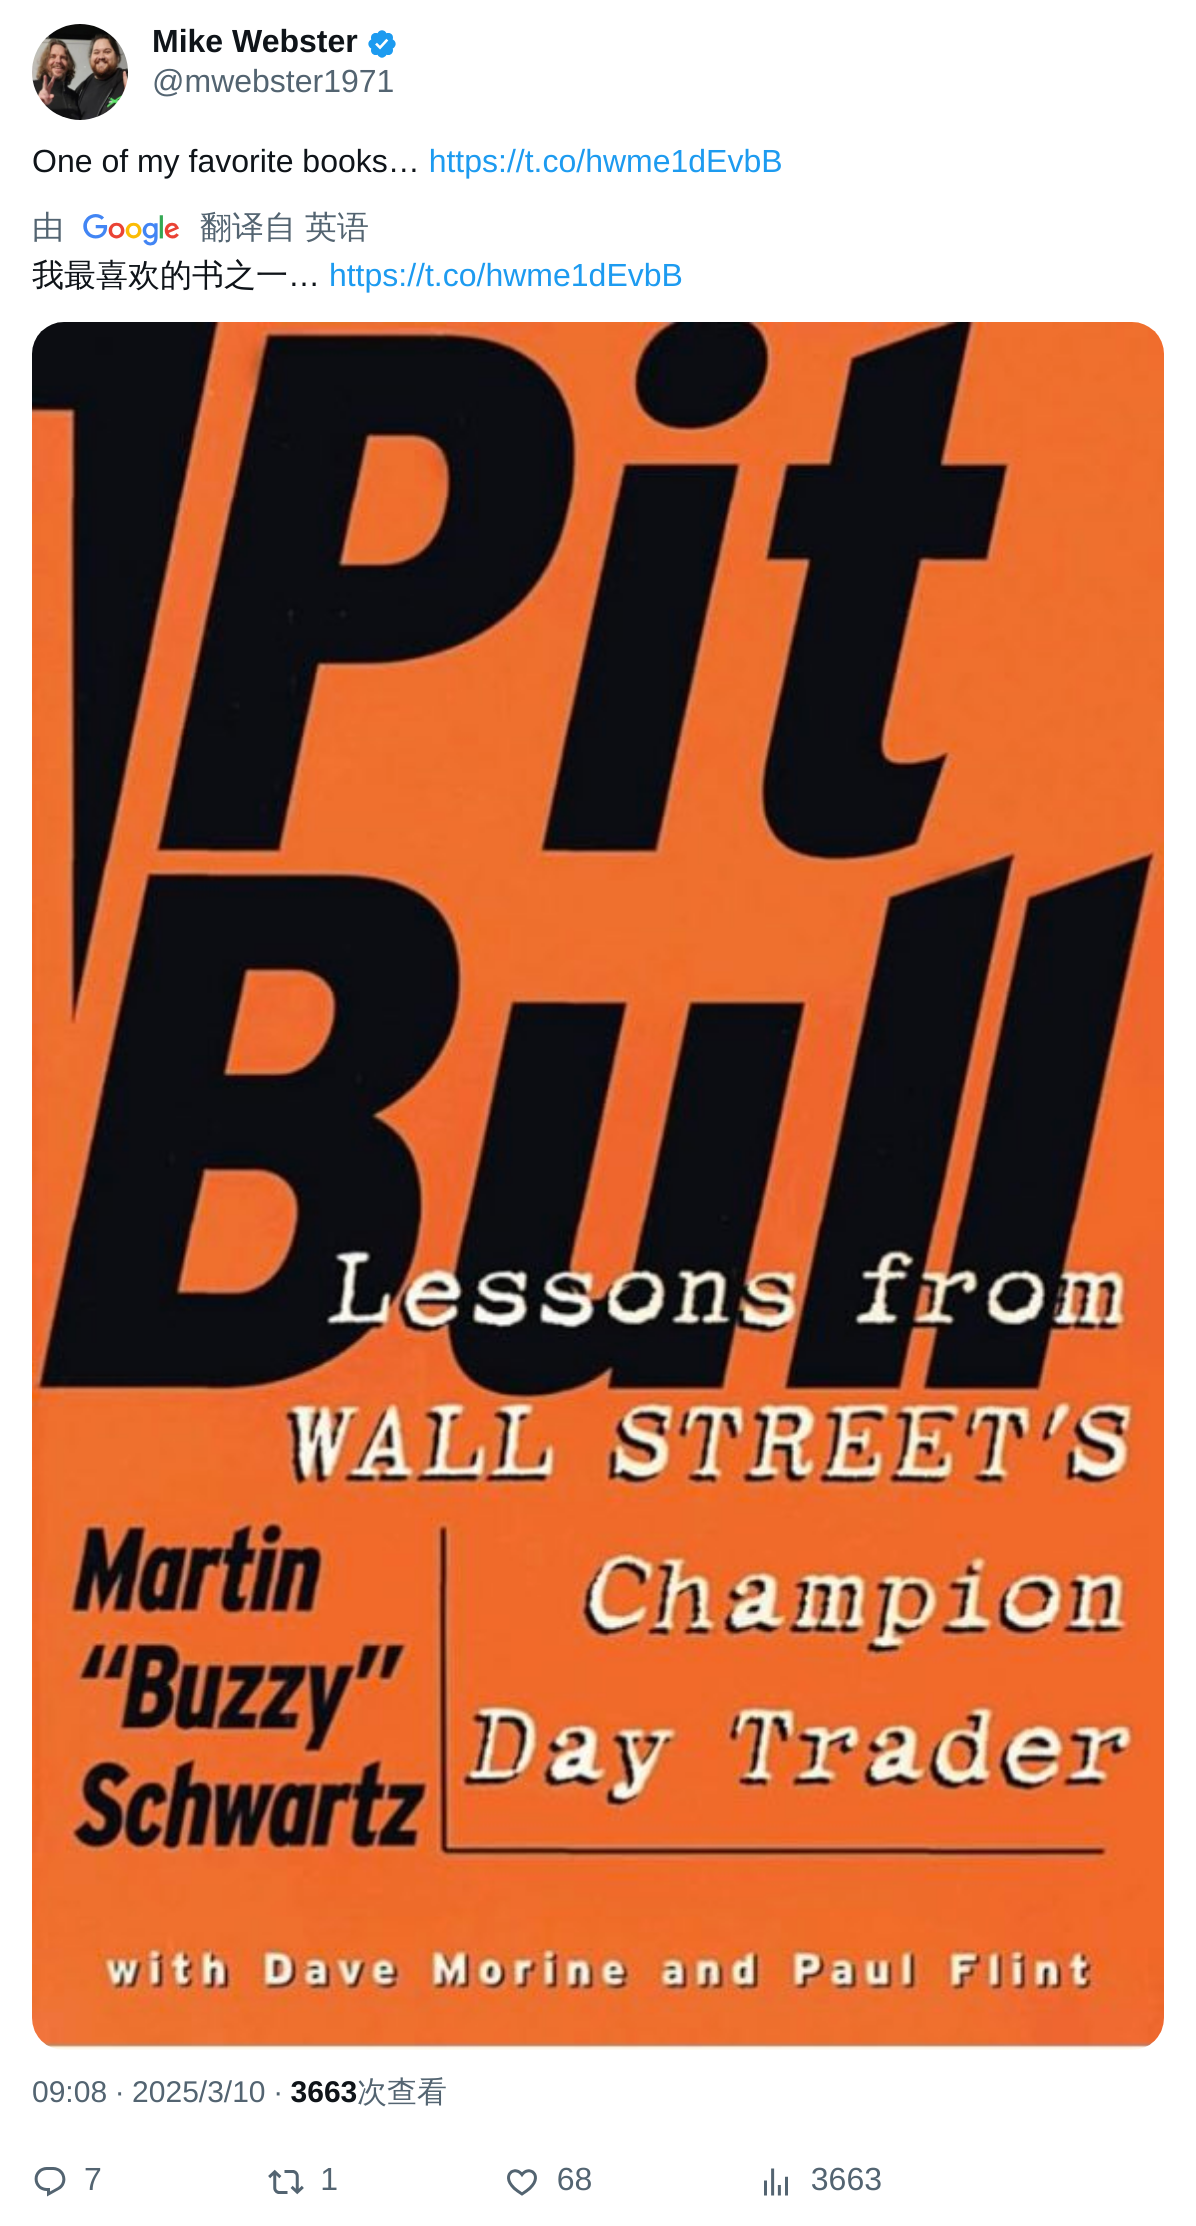 Mike Webster
@mwebster1971
One of my favorite books… https://t.co/hwme1dEvbB
由 Google 翻译自 英语
我最喜欢的书之一… https://t.co/hwme1dEvbB
Pit
Bull
Lessons from
WALL STREET'S
Champion
Day Trader
Martin
“Buzzy”
Schwartz
with Dave Morine and Paul Flint
09:08 · 2025/3/10 · 3663次查看
7 1 68 3663